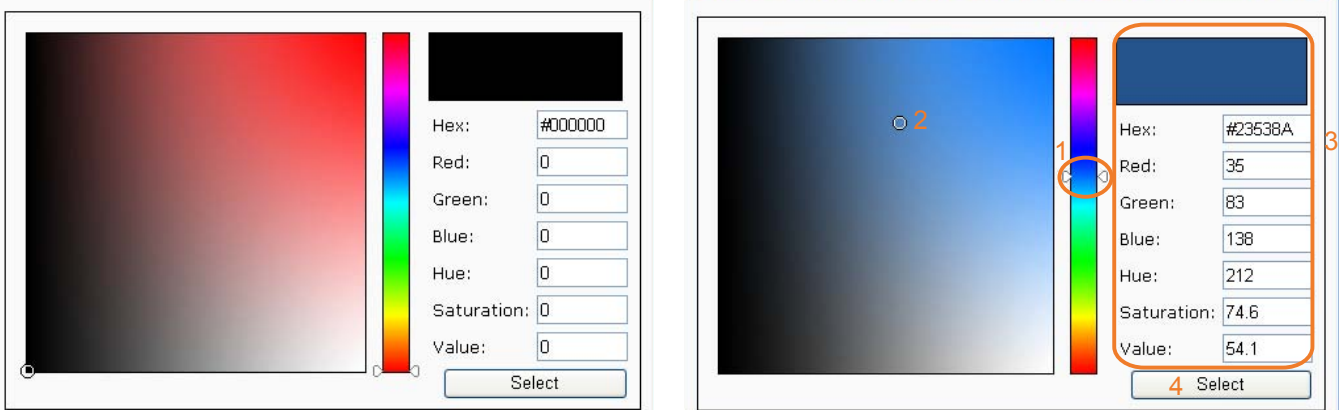 Hex: #000000
Red: 0
Green: 0
Blue: 0
Hue: 0
Saturation: 0
Value: 0
Select
1
2
3
Hex: #23538A
Red: 35
Green: 83
Blue: 138
Hue: 212
Saturation: 74.6
Value: 54.1
4 Select